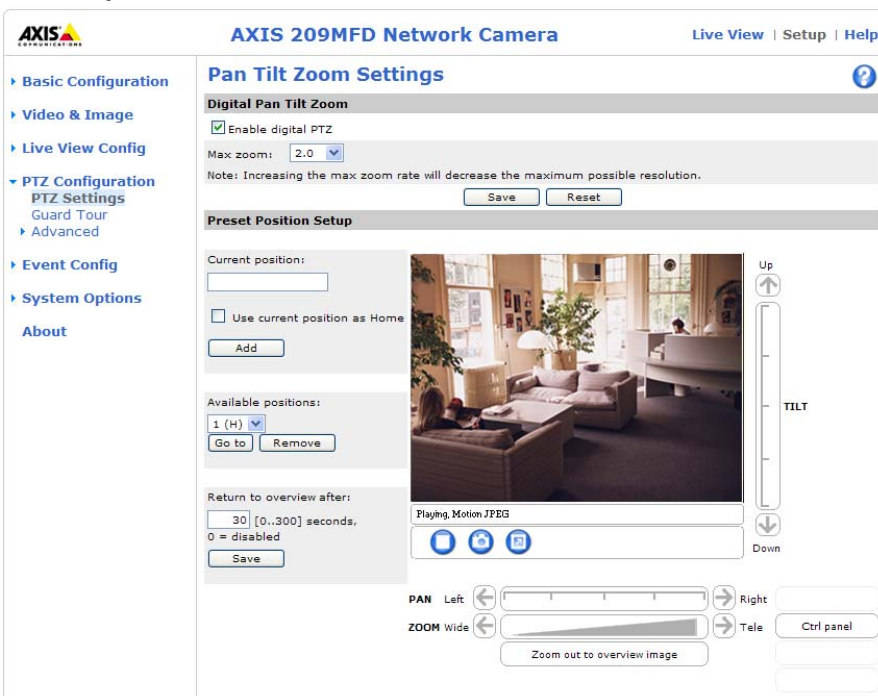 AXIS
COMMUNICATIONS
AXIS 209MFD Network Camera
Live View | Setup | Help
Basic Configuration
Video & Image
Live View Config
PTZ Configuration
PTZ Settings
Guard Tour
Advanced
Event Config
System Options
About
Pan Tilt Zoom Settings
?
Digital Pan Tilt Zoom
Enable digital PTZ
Max zoom: 2.0
Note: Increasing the max zoom rate will decrease the maximum possible resolution.
Save Reset
Preset Position Setup
Current position:
Use current position as Home
Add
Available positions:
1 (H)
Go to Remove
Return to overview after:
30 [0..300] seconds,
0 = disabled
Save
Playing, Motion JPEG
Up
TILT
Down
PAN Left Right
ZOOM Wide Tele Ctrl panel
Zoom out to overview image